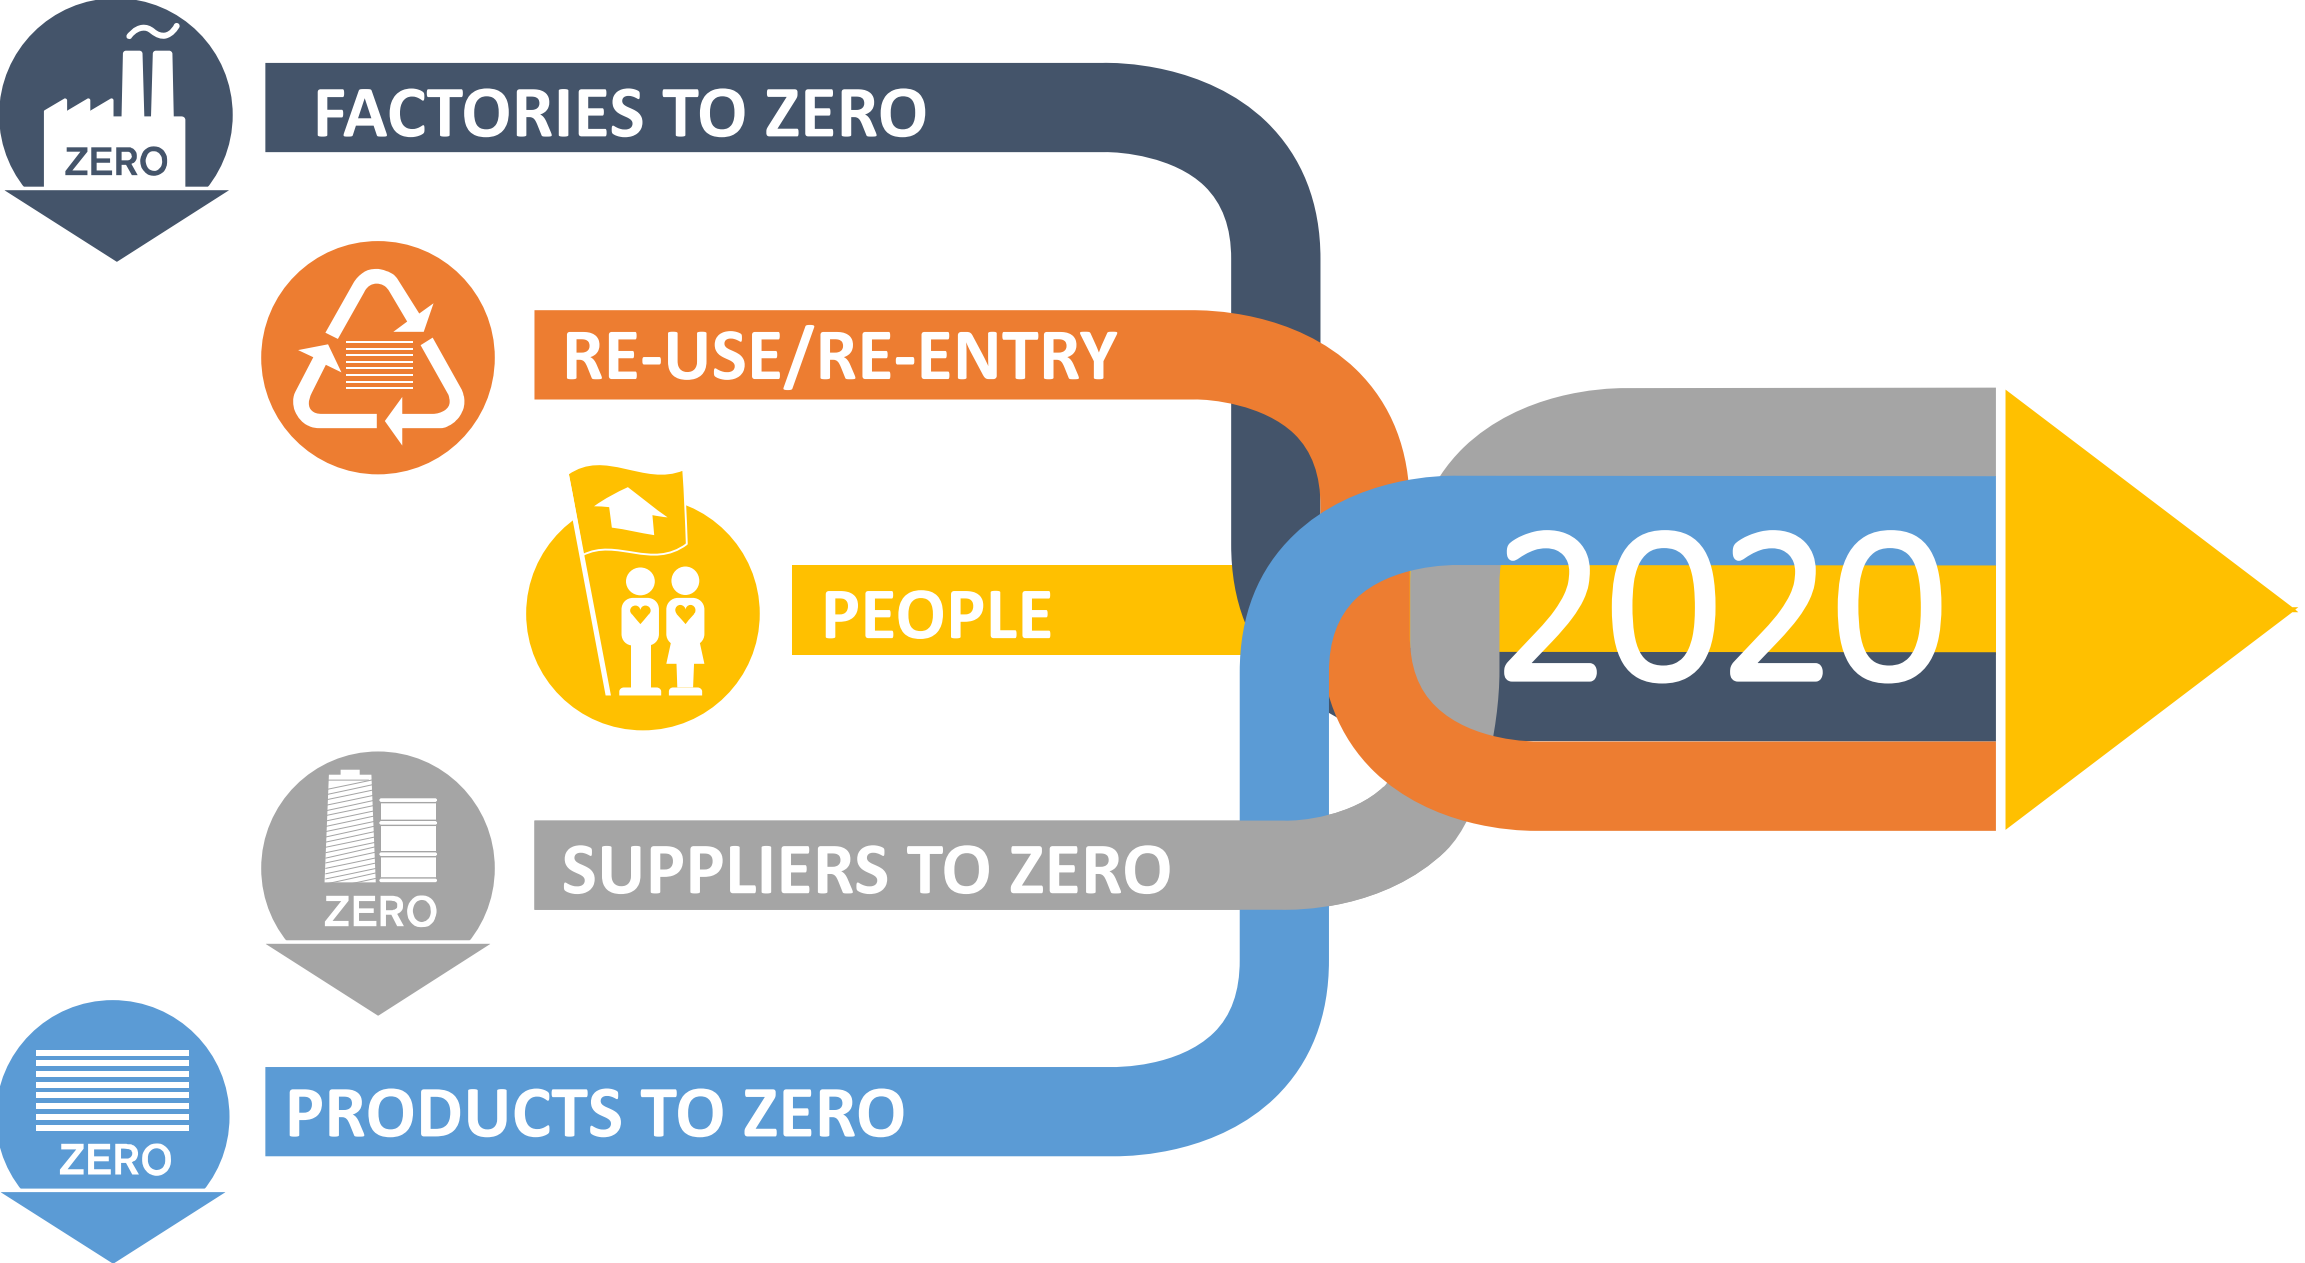 ZERO
FACTORIES TO ZERO
RE-USE/RE-ENTRY
PEOPLE
2020
SUPPLIERS TO ZERO
ZERO
PRODUCTS TO ZERO
ZERO